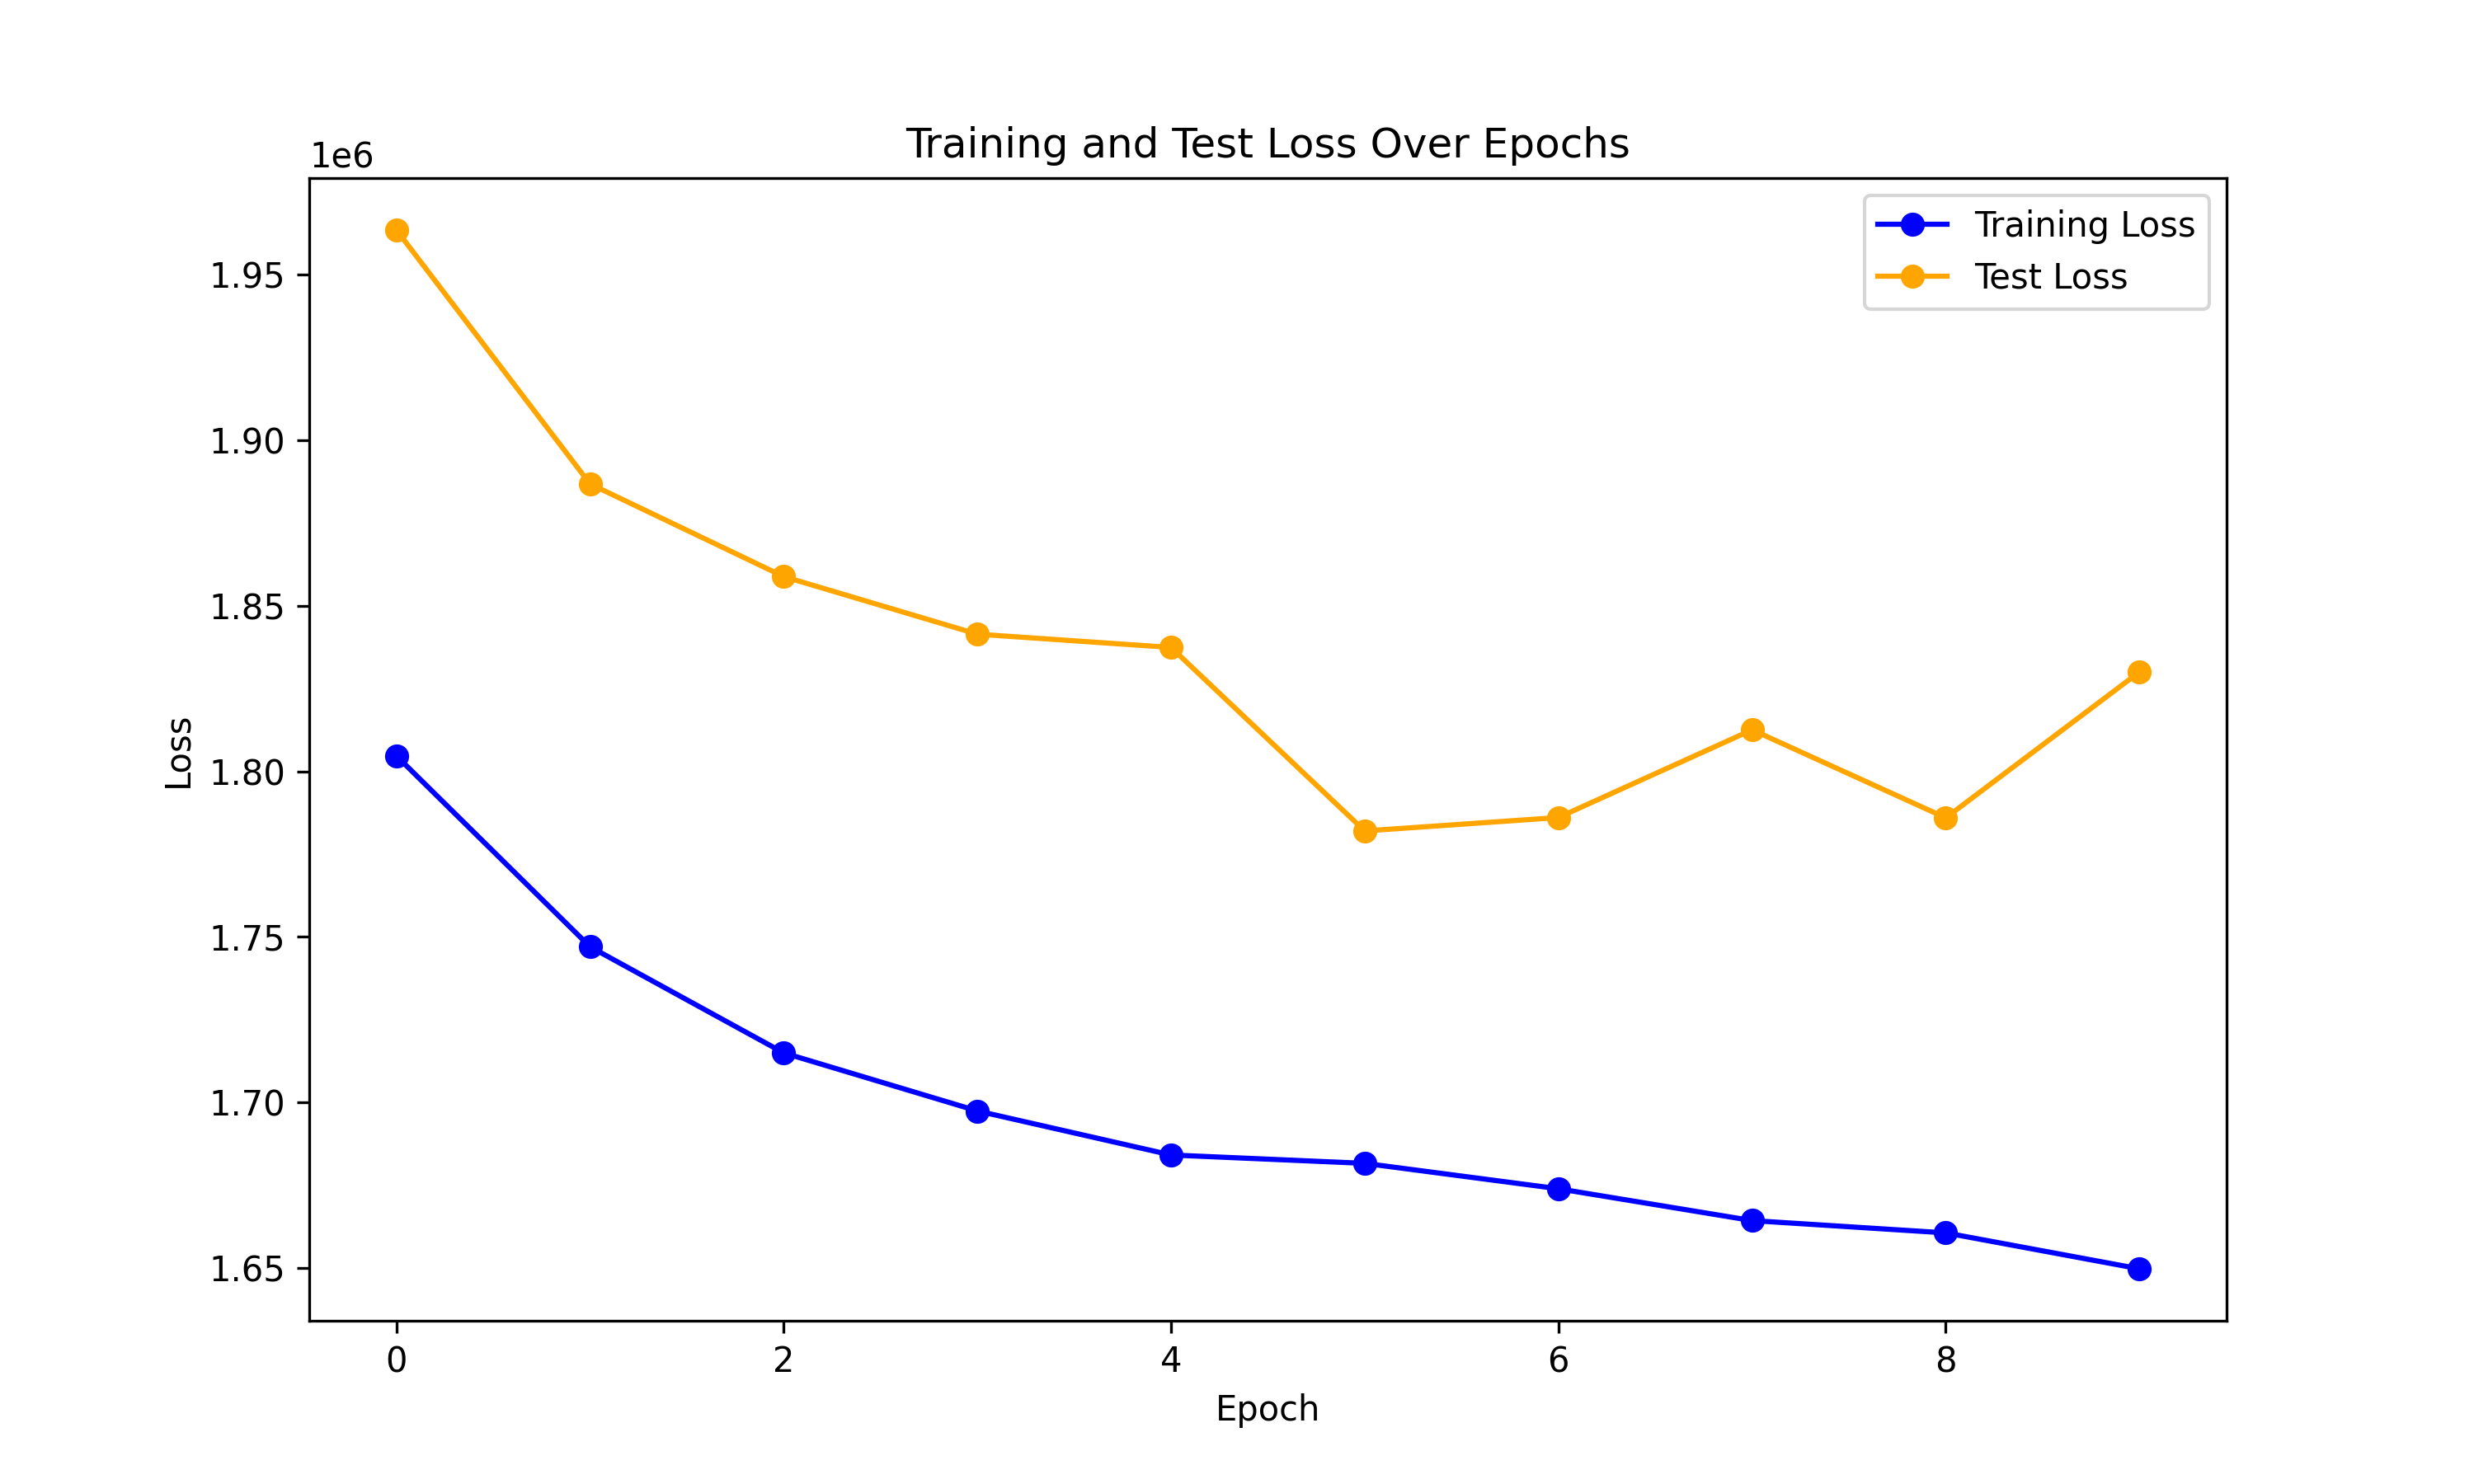 Training and Test Loss Over Epochs
1e6
Training Loss
Test Loss
1.95
1.90
1.85
1.80
1.75
1.70
1.65
Loss
0 2 4 6 8
Epoch